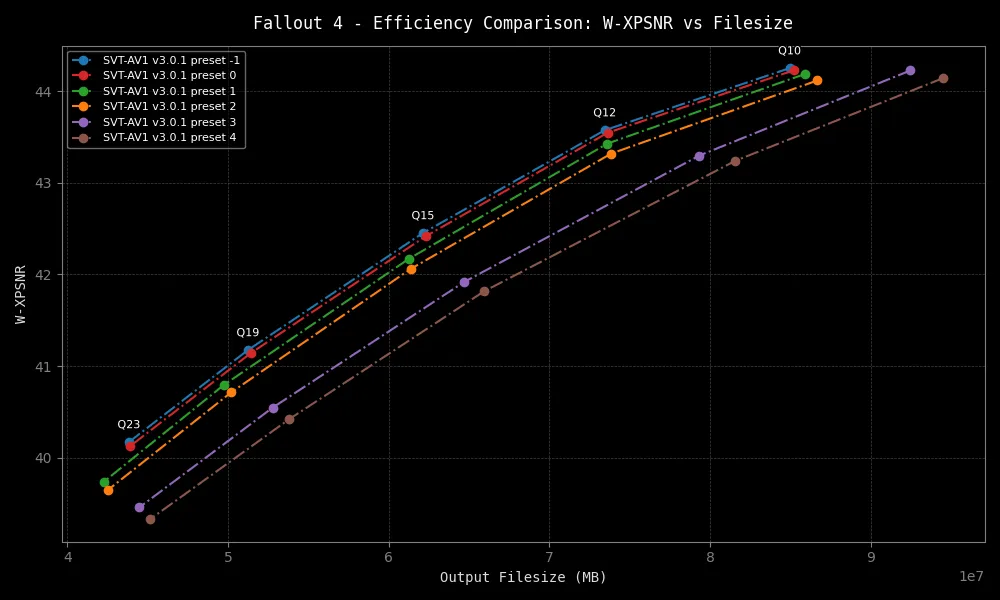 Fallout 4 - Efficiency Comparison: W-XPSNR vs Filesize
SVT-AV1 v3.0.1 preset -1
SVT-AV1 v3.0.1 preset 0
SVT-AV1 v3.0.1 preset 1
SVT-AV1 v3.0.1 preset 2
SVT-AV1 v3.0.1 preset 3
SVT-AV1 v3.0.1 preset 4
Q10
Q12
Q15
Q19
Q23
W-XPSNR
44
43
42
41
40
4 5 6 7 8 9
1e7
Output Filesize (MB)